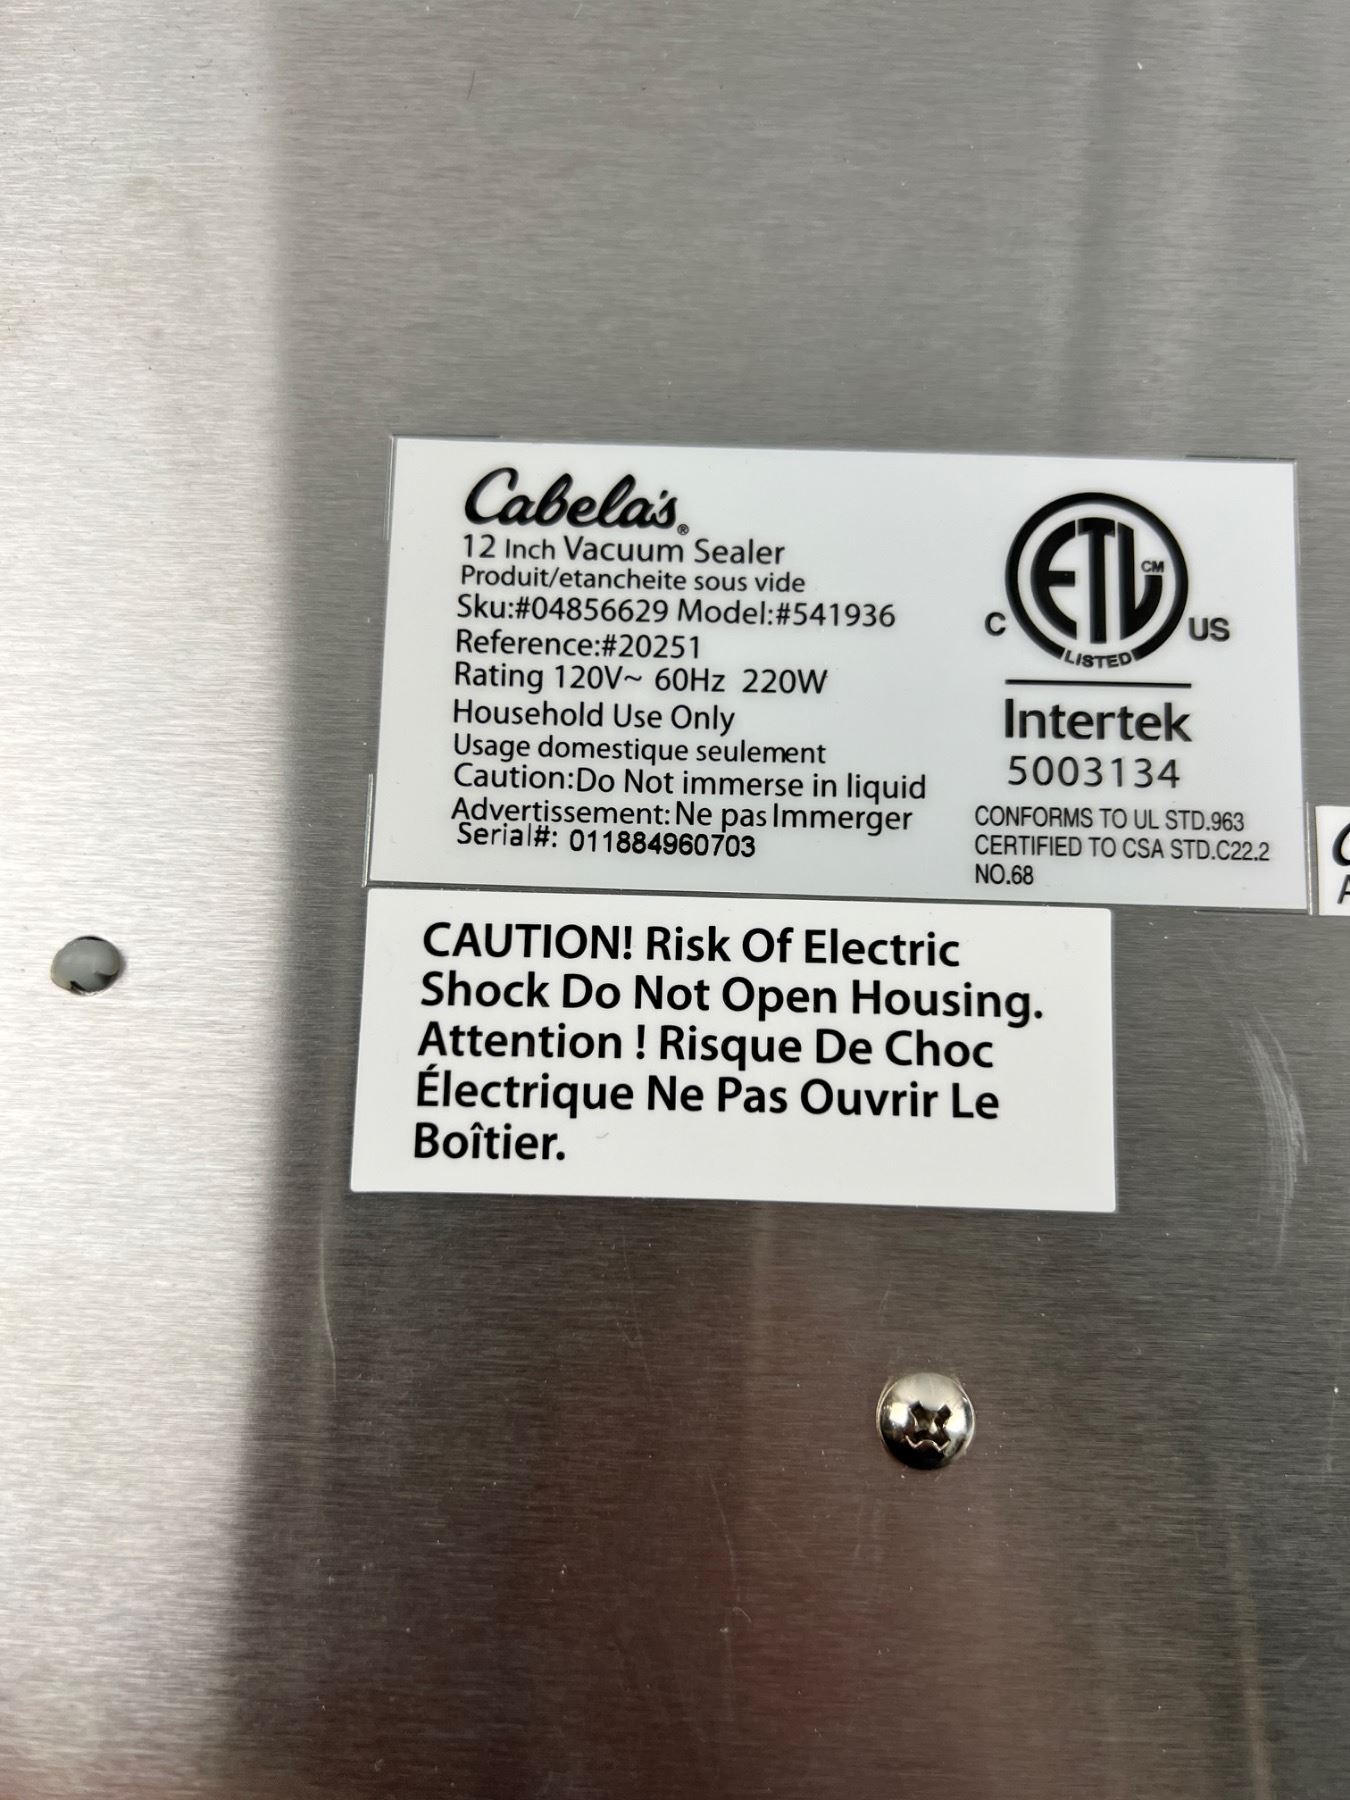 Cabela's®
12 Inch Vacuum Sealer
Produit/etancheite sous vide
Sku:#04856629 Model:#541936
Reference:#20251
Rating 120V~ 60Hz 220W
Household Use Only
Usage domestique seulement
Caution:Do Not immerse in liquid
Advertissement: Ne pas Immerger
Serial#: 011884960703
ETL CM
C US
LISTED
Intertek
5003134
CONFORMS TO UL STD.963
CERTIFIED TO CSA STD.C22.2
NO.68
CAUTION! Risk Of Electric
Shock Do Not Open Housing.
Attention ! Risque De Choc
Électrique Ne Pas Ouvrir Le
Boîtier.